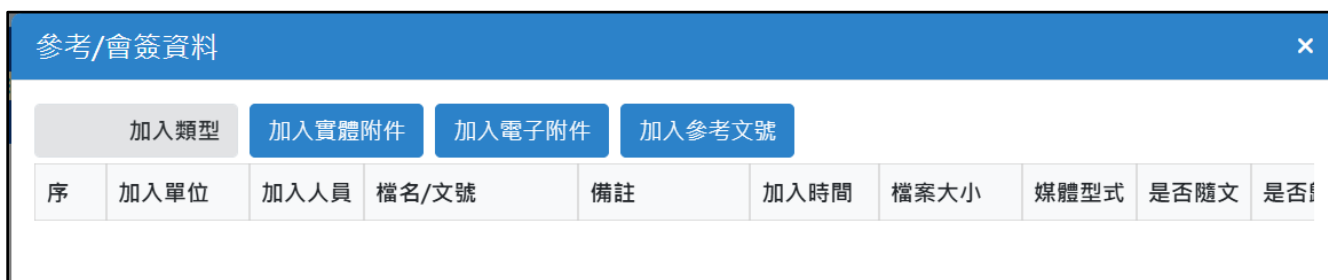 參考/會簽資料 ×
加入類型 加入實體附件 加入電子附件 加入參考文號
序 加入單位 加入人員 檔名/文號 備註 加入時間 檔案大小 媒體型式 是否隨文 是否